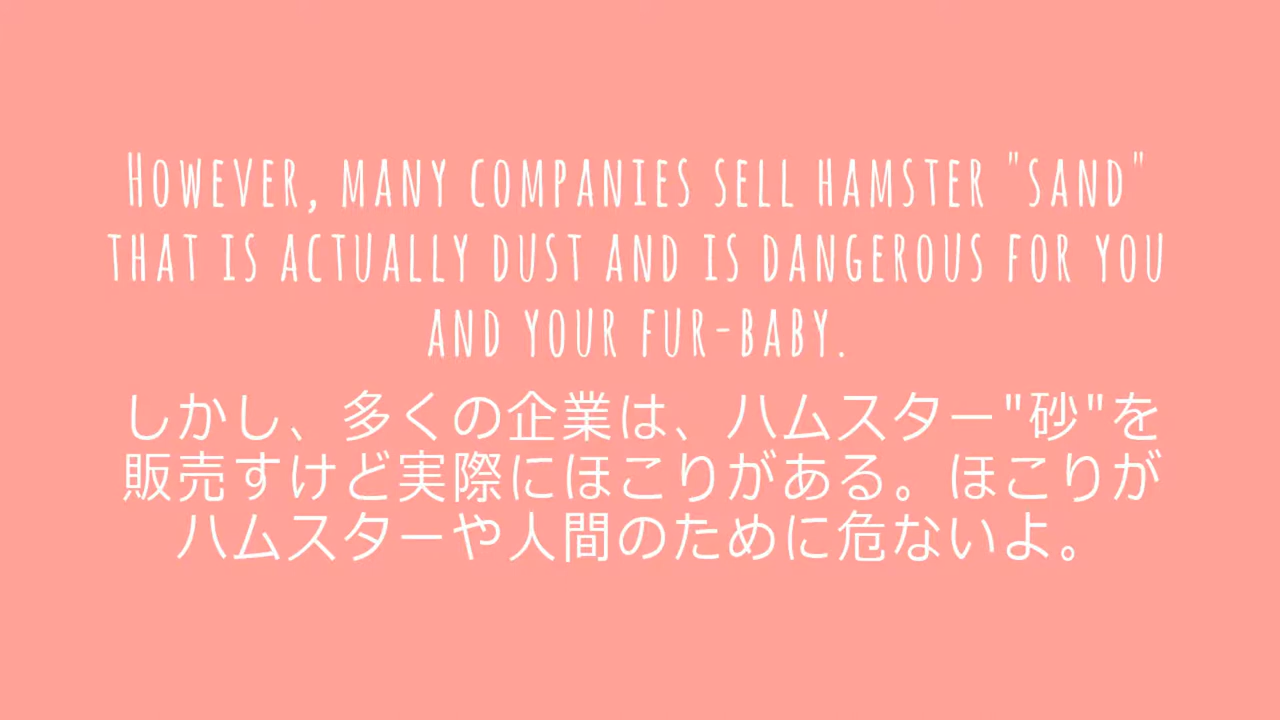 However, many companies sell hamster "sand"
that is actually dust and is dangerous for you
and your fur-baby.
しかし、多くの企業は、ハムスター"砂"を
販売すけど実際にほこりがある。ほこりが
ハムスターや人間のために危ないよ。